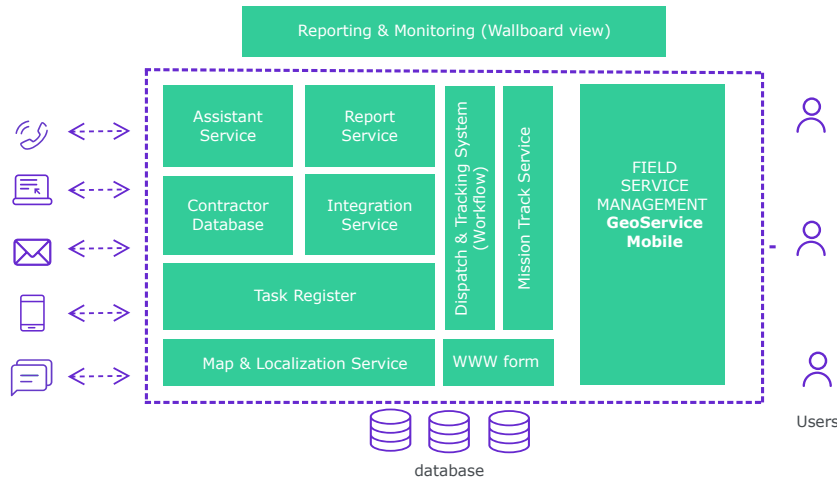 Reporting & Monitoring (Wallboard view)
Assistant
Service
Report
Service
Contractor
Database
Integration
Service
Task Register
Map & Localization Service
Dispatch & Tracking System
(Workflow)
Mission Track Service
WWW form
FIELD
SERVICE
MANAGEMENT
GeoService
Mobile
Users
database